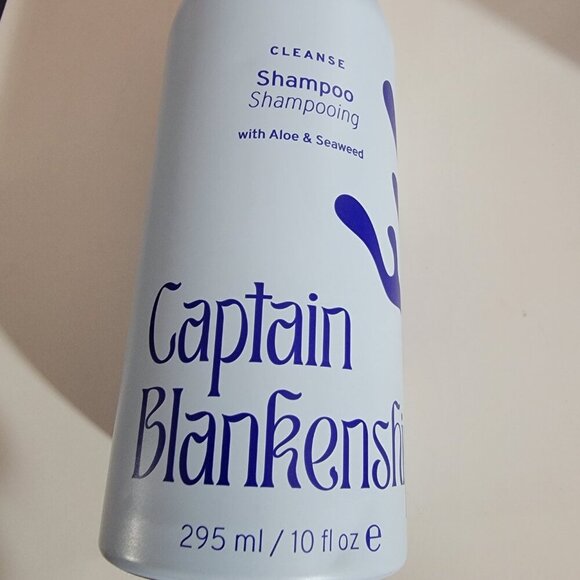 CLEANSE
Shampoo
Shampooing
with Aloe & Seaweed
Captain
Blankenshi
295 ml / 10 fl oz ℮